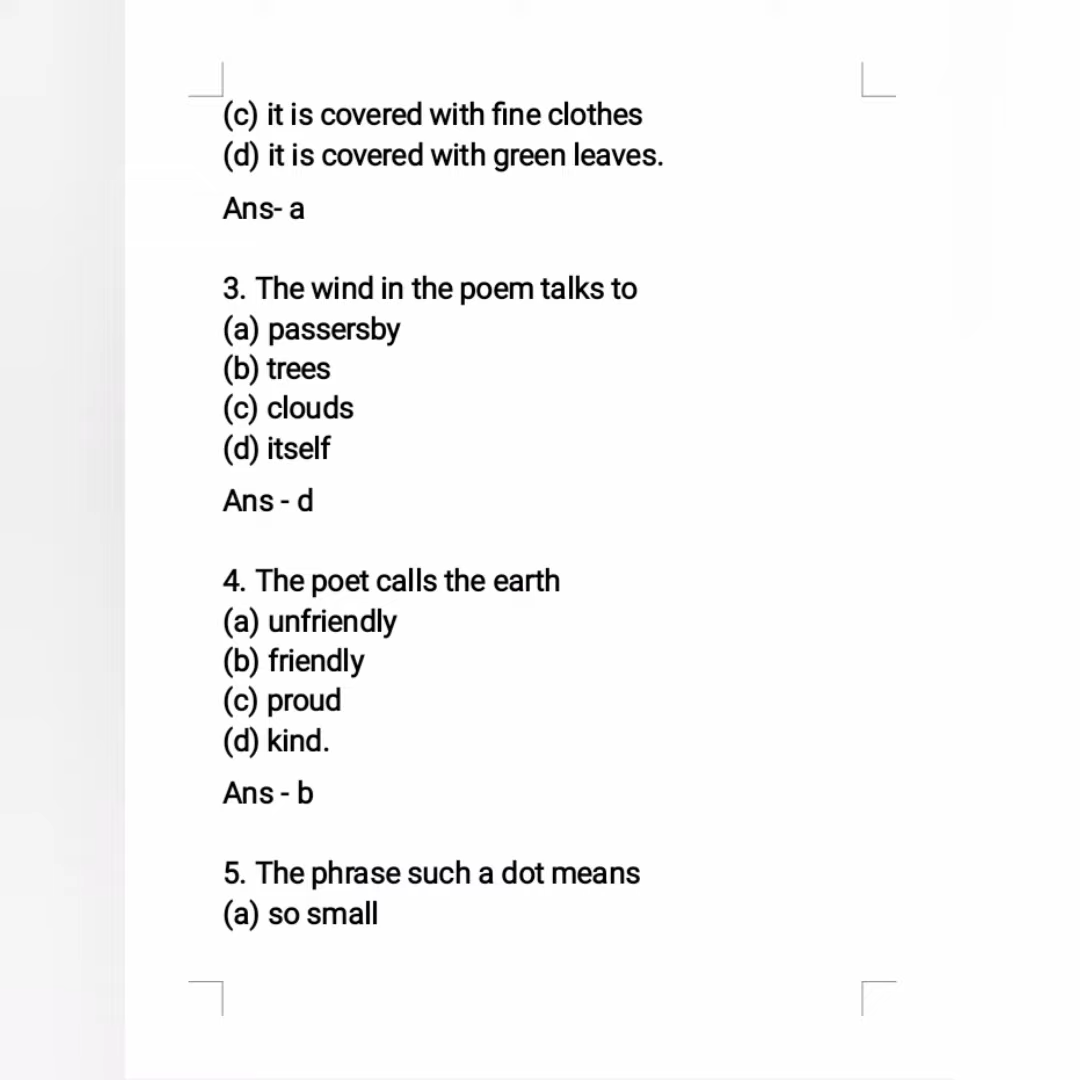 (c) it is covered with fine clothes
(d) it is covered with green leaves.
Ans- a
3. The wind in the poem talks to
(a) passersby
(b) trees
(c) clouds
(d) itself
Ans - d
4. The poet calls the earth
(a) unfriendly
(b) friendly
(c) proud
(d) kind.
Ans - b
5. The phrase such a dot means
(a) so small